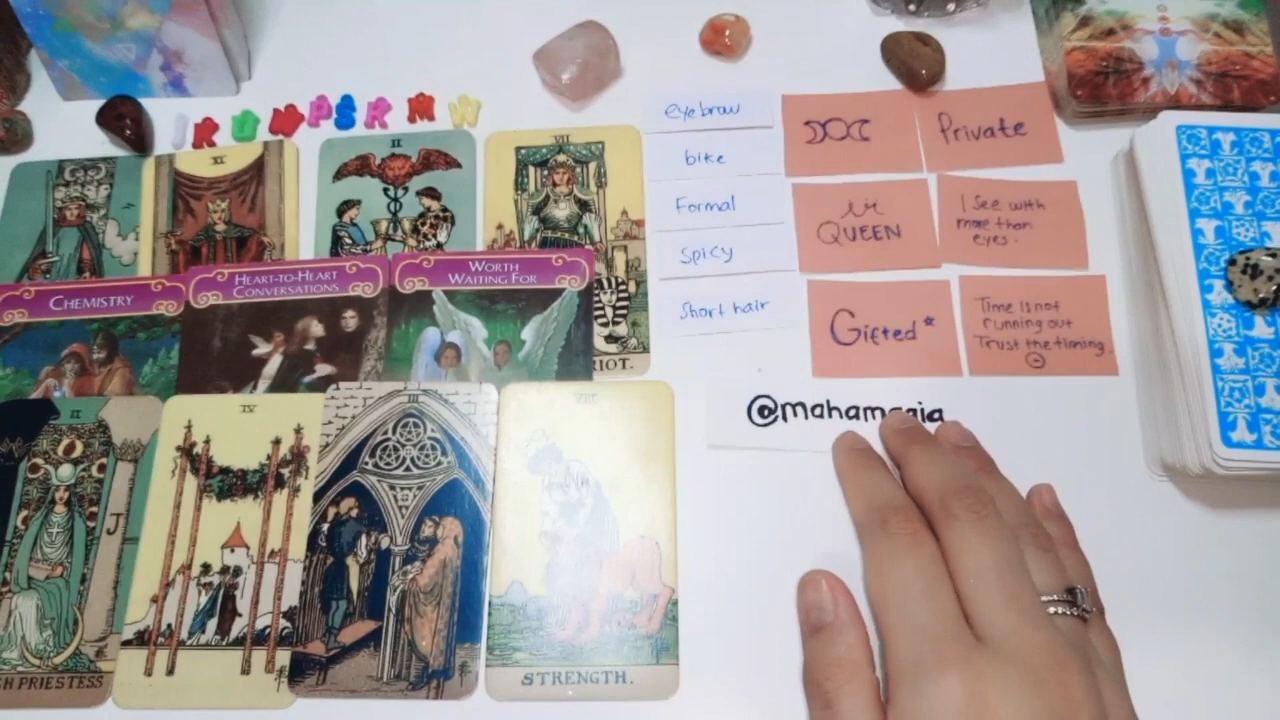 R U W P S R M W
XI
II
VII
eyebrow
bike
Formal
spicy
Short hair
Private
QUEEN
I See with
more than
eyes.
Gifted*
Time is not
running out
Trust the timing.
CHEMISTRY
HEART-TO-HEART
CONVERSATIONS
WORTH
WAITING FOR
RIOT.
II
IV
III
VIII
J
H PRIESTESS
STRENGTH.